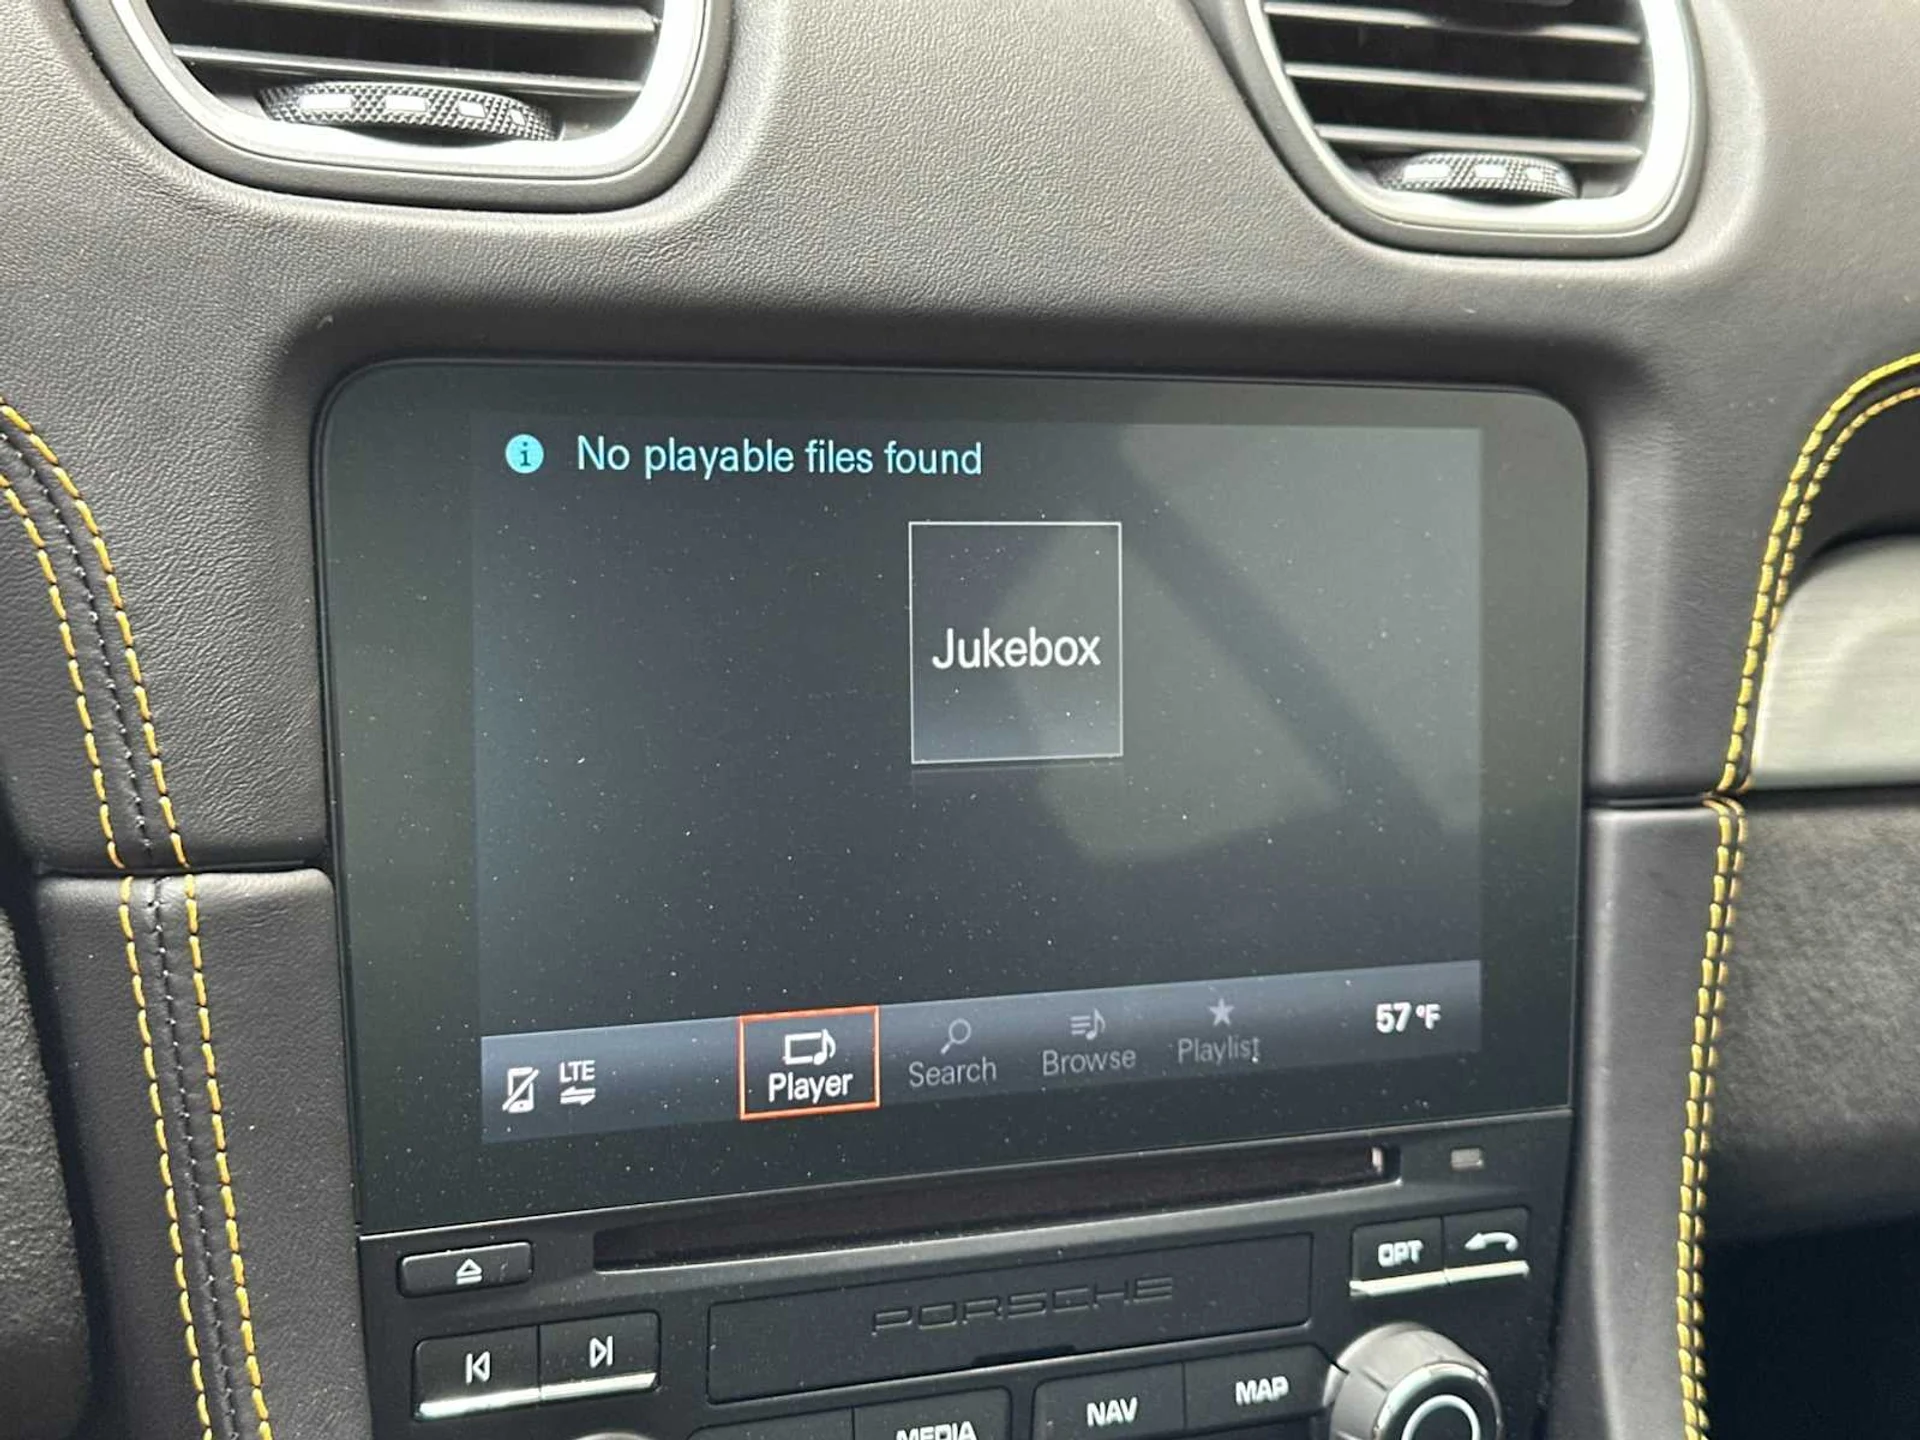 No playable files found
Jukebox
LTE
Player
Search
Browse
Playlist
57 °F
OPT
PORSCHE
MEDIA
NAV
MAP